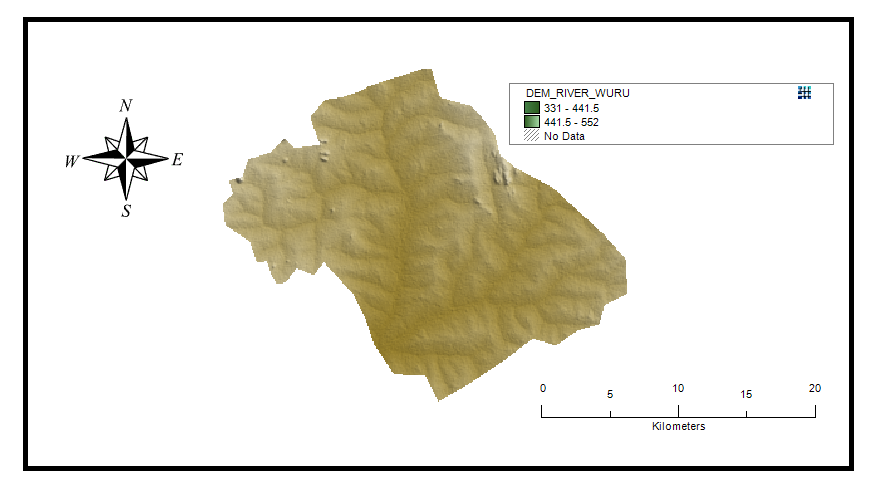 DEM_RIVER_WURU
331 - 441.5
441.5 - 552
No Data
N
W E
S
0 5 10 15 20
Kilometers